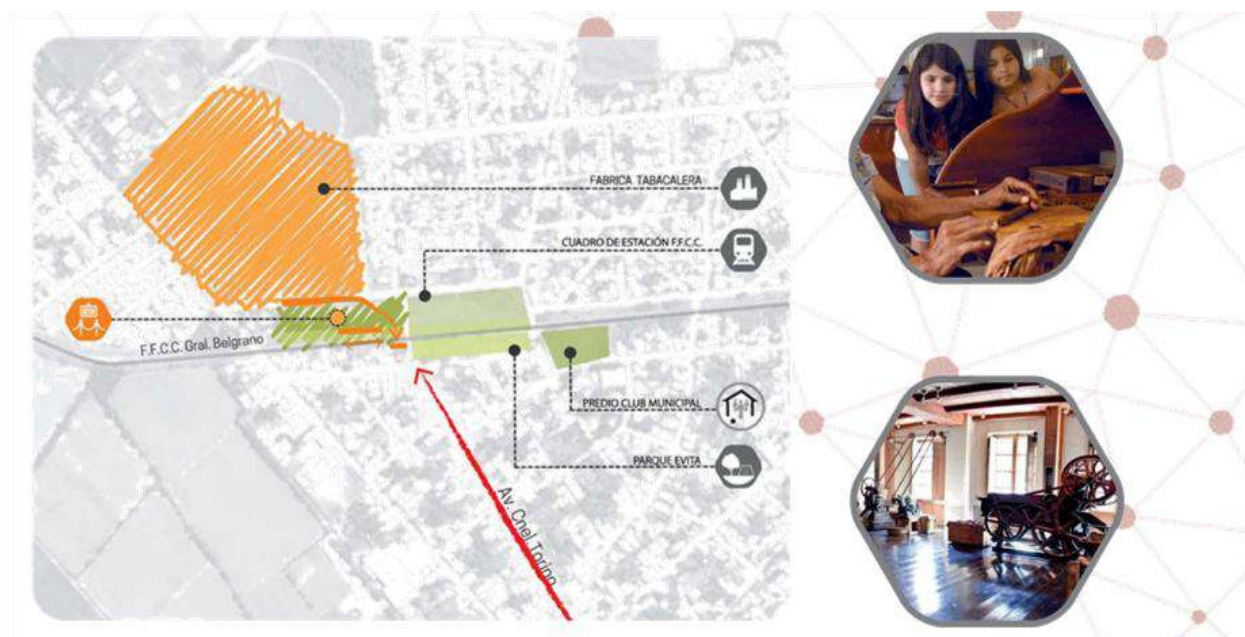 FABRICA TABACALERA
CUADRO DE ESTACIÓN F.F.C.C.
F.F.C.C. Gral. Belgrano
PREDIO CLUB MUNICIPAL
PARQUE EVITA
Av. Cnel. Torino